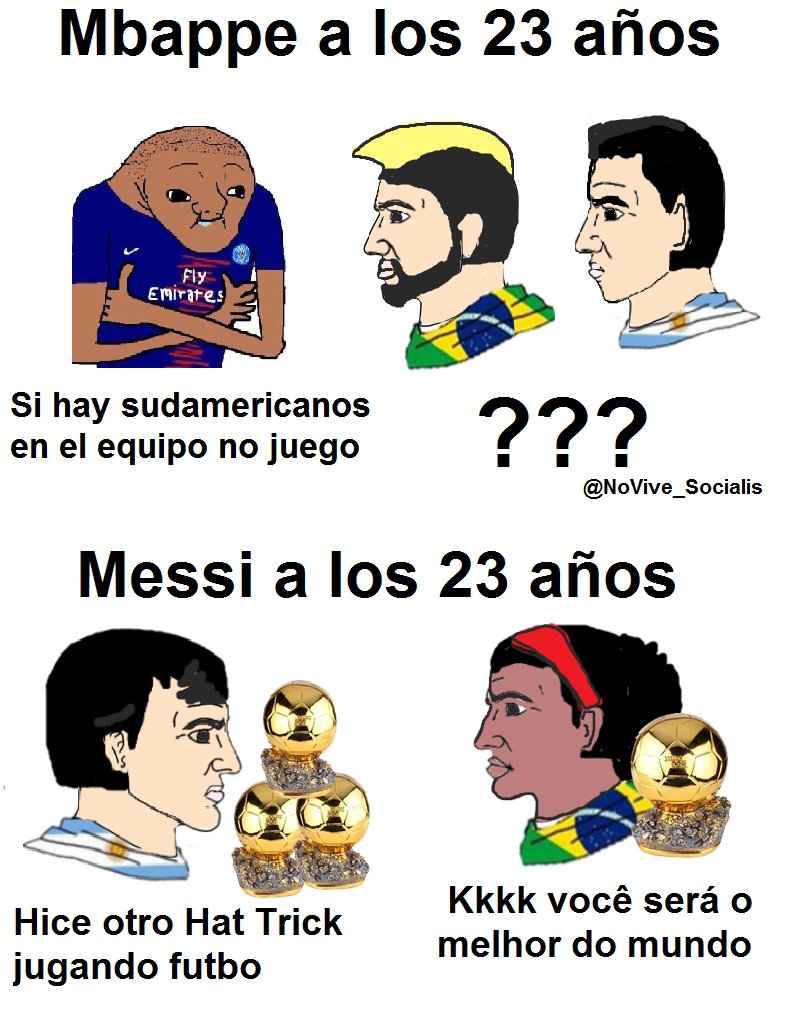 Mbappe a los 23 años
Fly
Emirates
Si hay sudamericanos
en el equipo no juego
???
@NoVive_Socialis
Messi a los 23 años
Hice otro Hat Trick
jugando futbo
Kkkk você será o
melhor do mundo